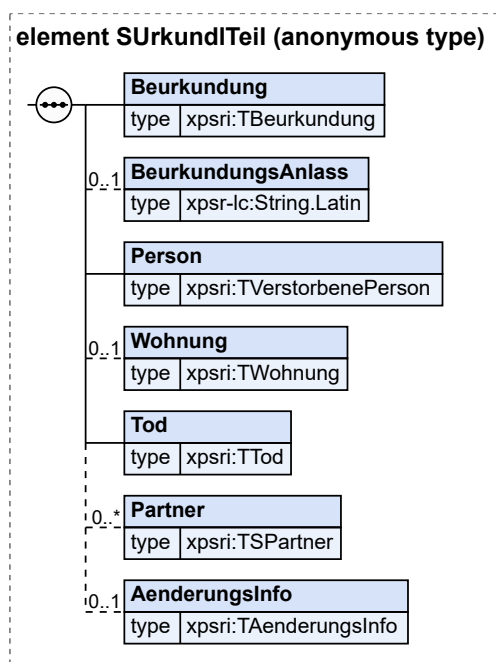 element SUrkundlTeil (anonymous type)
Beurkundung
type xpsri:TBeurkundung
0..1
BeurkundungsAnlass
type xpsr-lc:String.Latin
Person
type xpsri:TVerstorbenePerson
0..1
Wohnung
type xpsri:TWohnung
Tod
type xpsri:TTod
0..*
Partner
type xpsri:TSPartner
0..1
AenderungsInfo
type xpsri:TAenderungsInfo